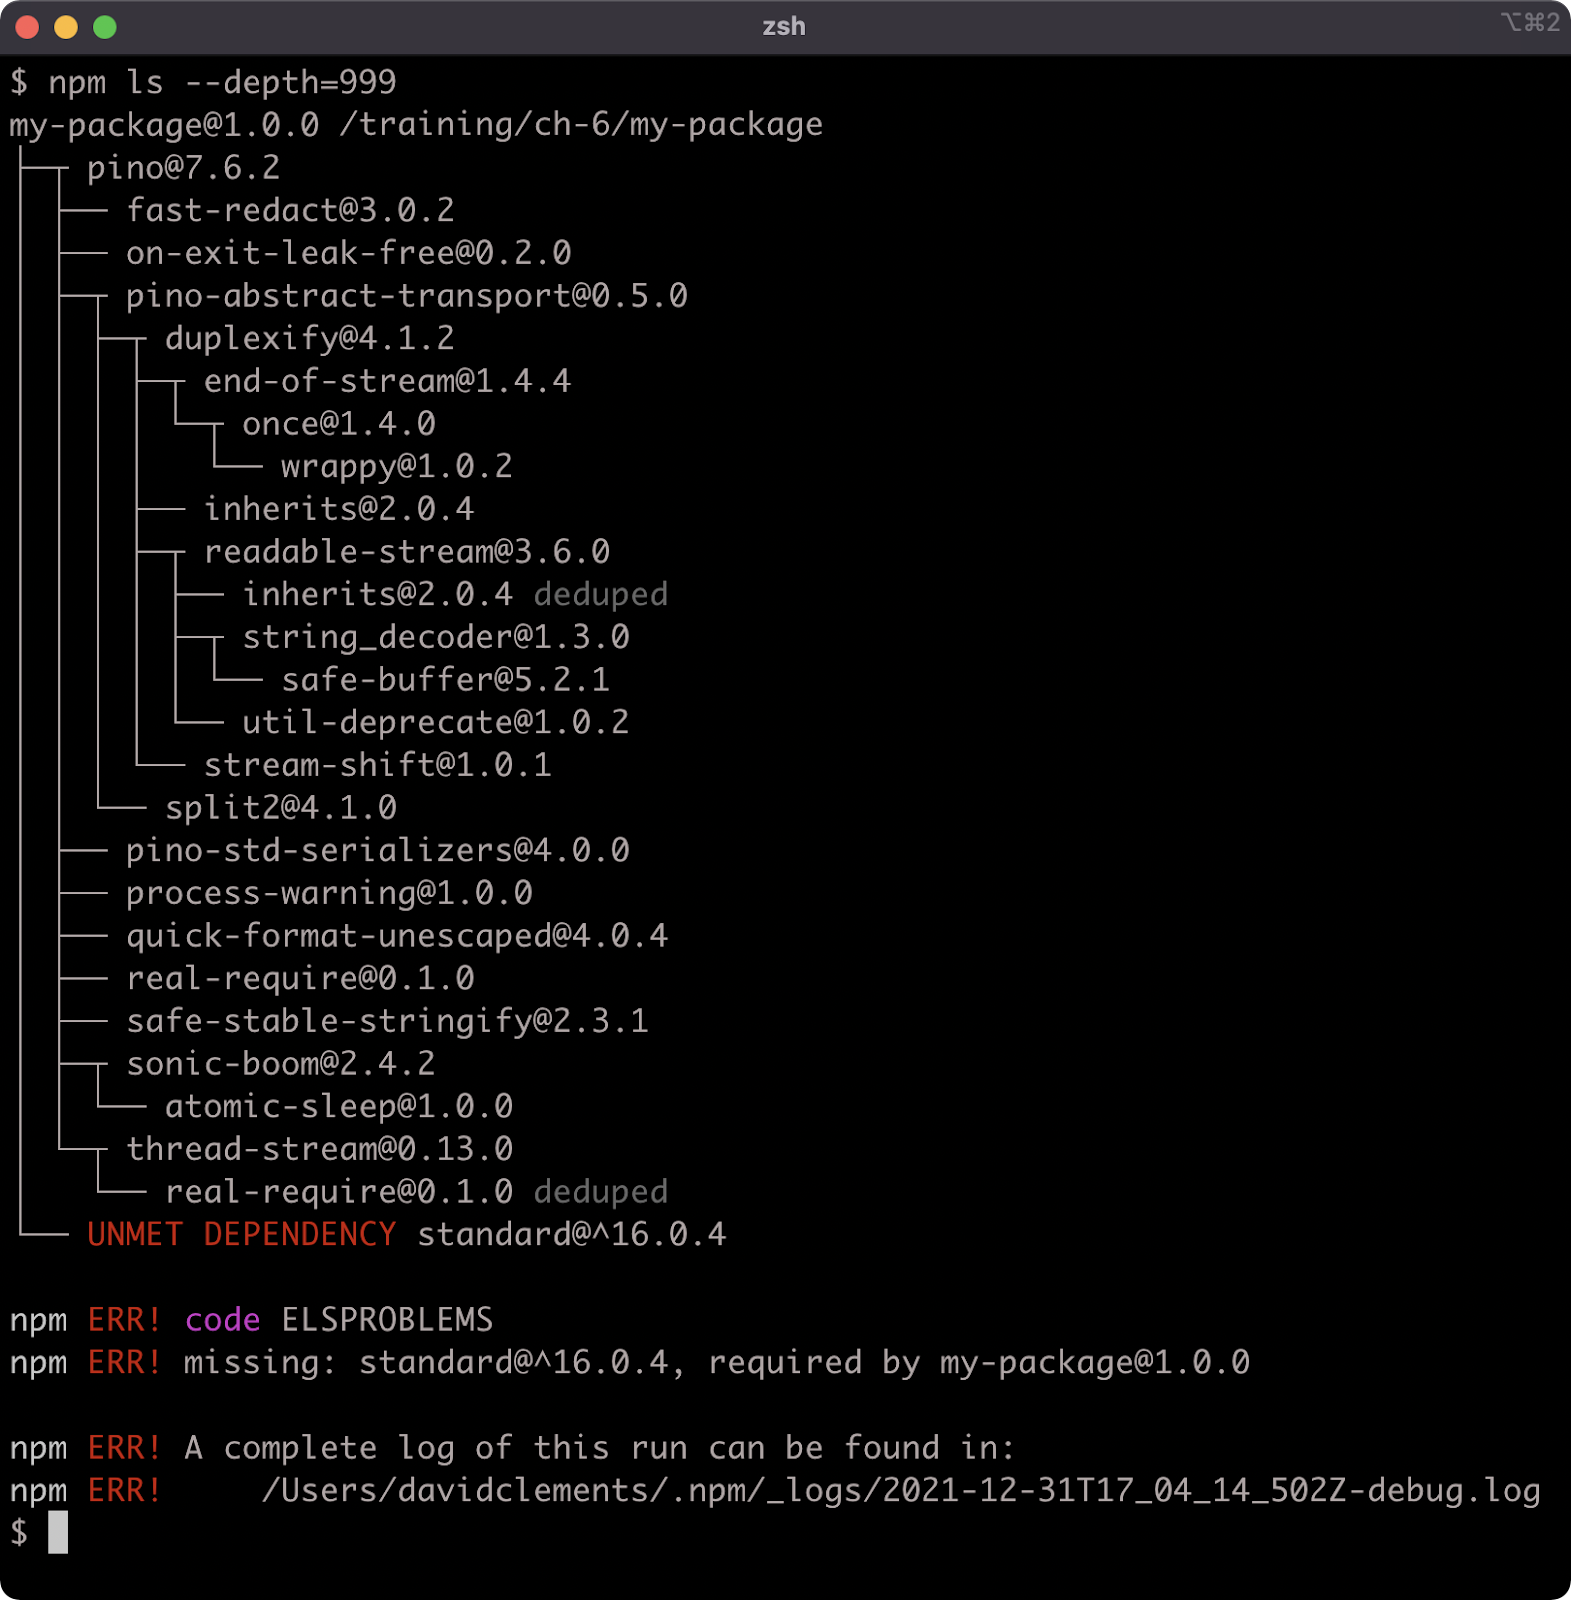 zsh
⌥⌘2
$ npm ls --depth=999
my-package@1.0.0 /training/ch-6/my-package
├─┬ pino@7.6.2
│ ├── fast-redact@3.0.2
│ ├── on-exit-leak-free@0.2.0
│ ├─┬ pino-abstract-transport@0.5.0
│ │ ├─┬ duplexify@4.1.2
│ │ │ ├─┬ end-of-stream@1.4.4
│ │ │ │ └─┬ once@1.4.0
│ │ │ │   └── wrappy@1.0.2
│ │ │ ├── inherits@2.0.4
│ │ │ ├─┬ readable-stream@3.6.0
│ │ │ │ ├── inherits@2.0.4 deduped
│ │ │ │ ├─┬ string_decoder@1.3.0
│ │ │ │ │ └── safe-buffer@5.2.1
│ │ │ │ └── util-deprecate@1.0.2
│ │ │ └── stream-shift@1.0.1
│ │ └── split2@4.1.0
│ ├── pino-std-serializers@4.0.0
│ ├── process-warning@1.0.0
│ ├── quick-format-unescaped@4.0.4
│ ├── real-require@0.1.0
│ ├── safe-stable-stringify@2.3.1
│ ├─┬ sonic-boom@2.4.2
│ │ └── atomic-sleep@1.0.0
│ └─┬ thread-stream@0.13.0
│   └── real-require@0.1.0 deduped
└── UNMET DEPENDENCY standard@^16.0.4
npm ERR! code ELSPROBLEMS
npm ERR! missing: standard@^16.0.4, required by my-package@1.0.0
npm ERR! A complete log of this run can be found in:
npm ERR!     /Users/davidclements/.npm/_logs/2021-12-31T17_04_14_502Z-debug.log
$